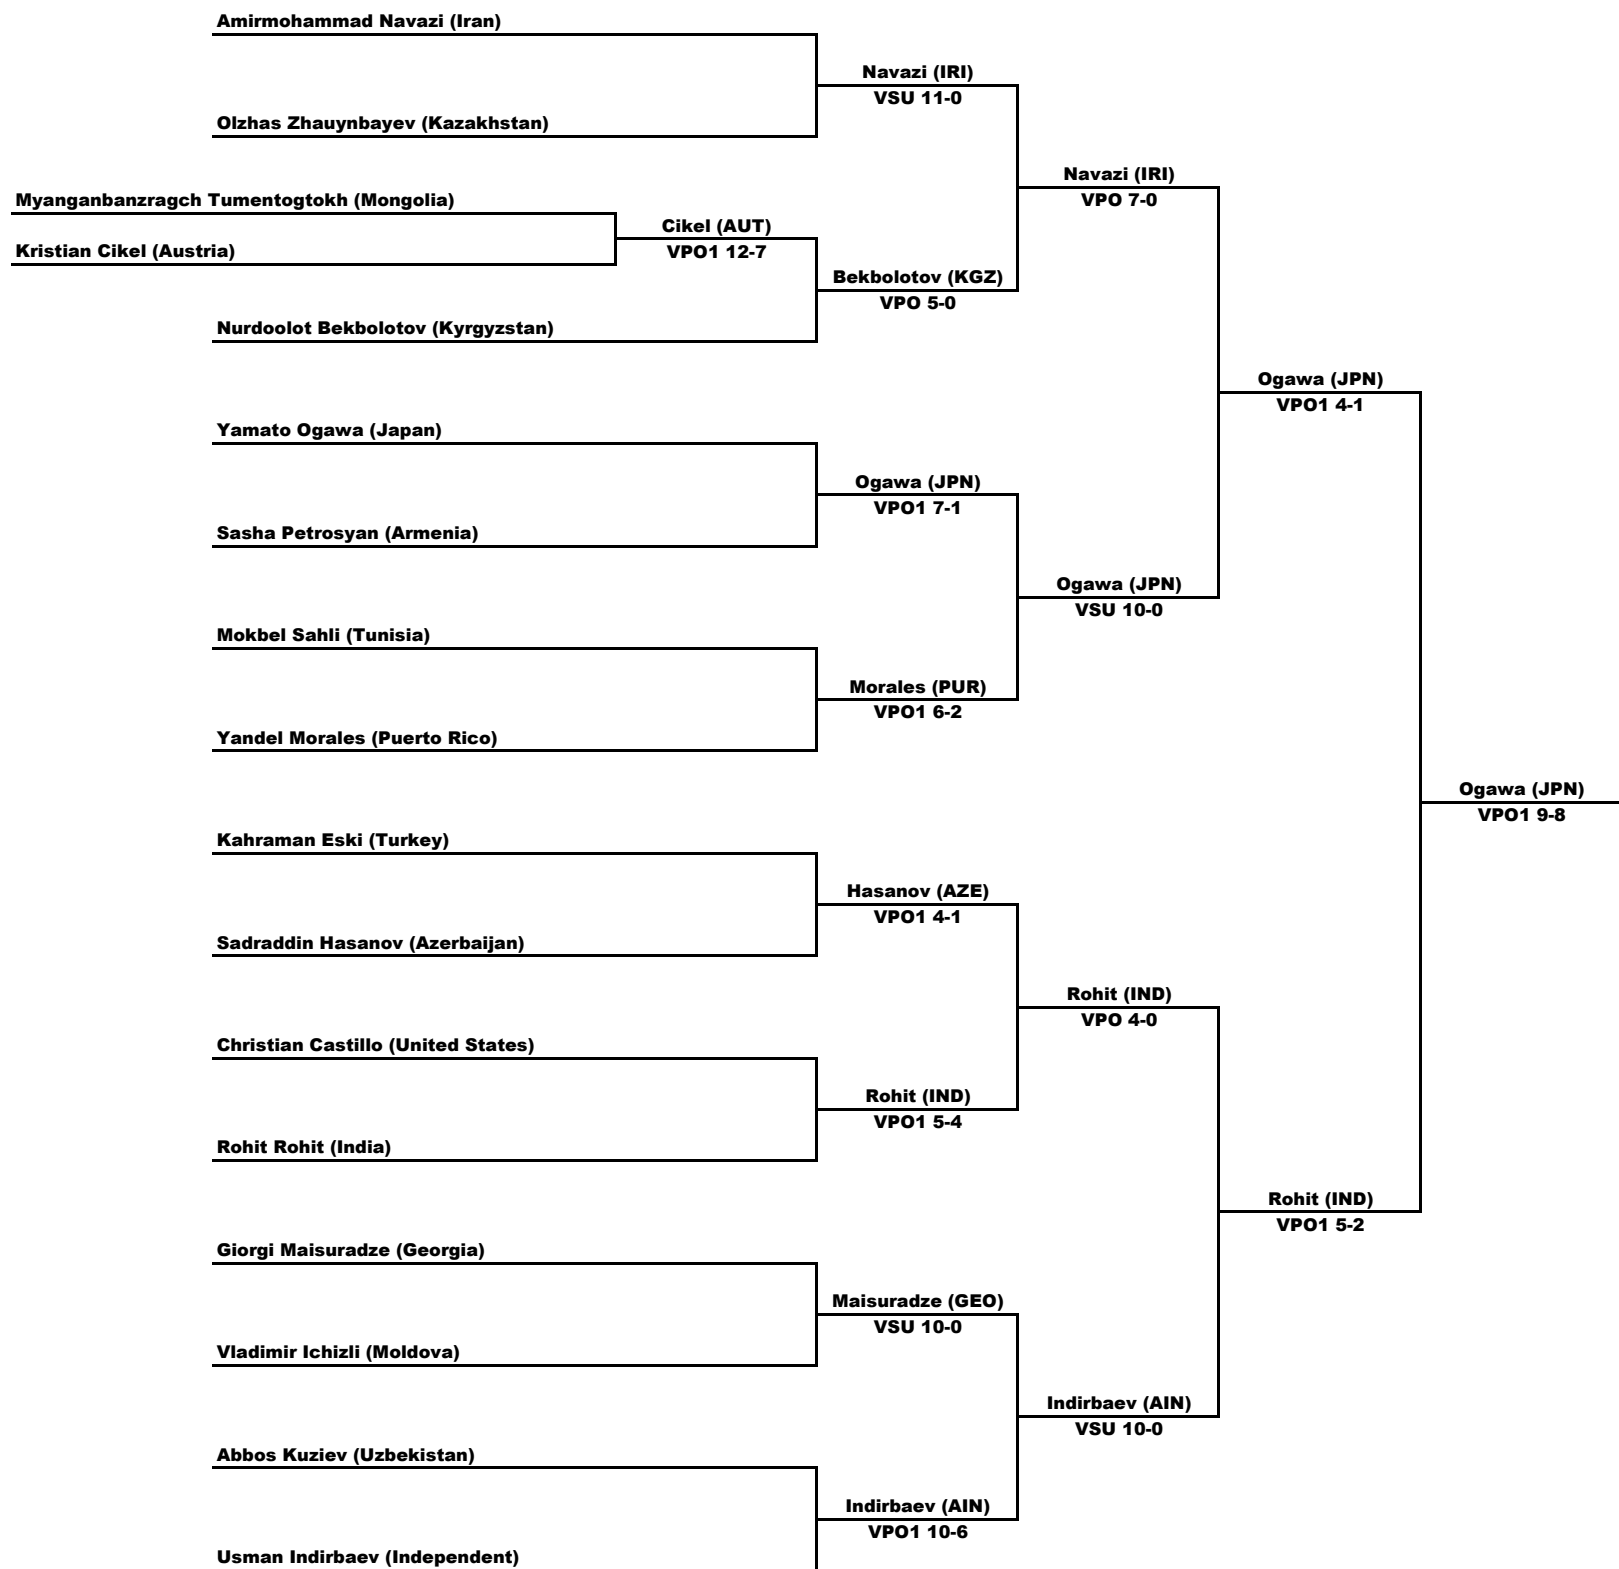 Amirmohammad Navazi (Iran)
Navazi (IRI)
VSU 11-0
Olzhas Zhauynbayev (Kazakhstan)
Navazi (IRI)
VPO 7-0
Myanganbanzragch Tumentogtokh (Mongolia)
Cikel (AUT)
VPO1 12-7
Kristian Cikel (Austria)
Bekbolotov (KGZ)
VPO 5-0
Nurdoolot Bekbolotov (Kyrgyzstan)
Ogawa (JPN)
VPO1 4-1
Yamato Ogawa (Japan)
Ogawa (JPN)
VPO1 7-1
Sasha Petrosyan (Armenia)
Ogawa (JPN)
VSU 10-0
Mokbel Sahli (Tunisia)
Morales (PUR)
VPO1 6-2
Yandel Morales (Puerto Rico)
Ogawa (JPN)
VPO1 9-8
Kahraman Eski (Turkey)
Hasanov (AZE)
VPO1 4-1
Sadraddin Hasanov (Azerbaijan)
Rohit (IND)
VPO 4-0
Christian Castillo (United States)
Rohit (IND)
VPO1 5-4
Rohit Rohit (India)
Rohit (IND)
VPO1 5-2
Giorgi Maisuradze (Georgia)
Maisuradze (GEO)
VSU 10-0
Vladimir Ichizli (Moldova)
Indirbaev (AIN)
VSU 10-0
Abbos Kuziev (Uzbekistan)
Indirbaev (AIN)
VPO1 10-6
Usman Indirbaev (Independent)